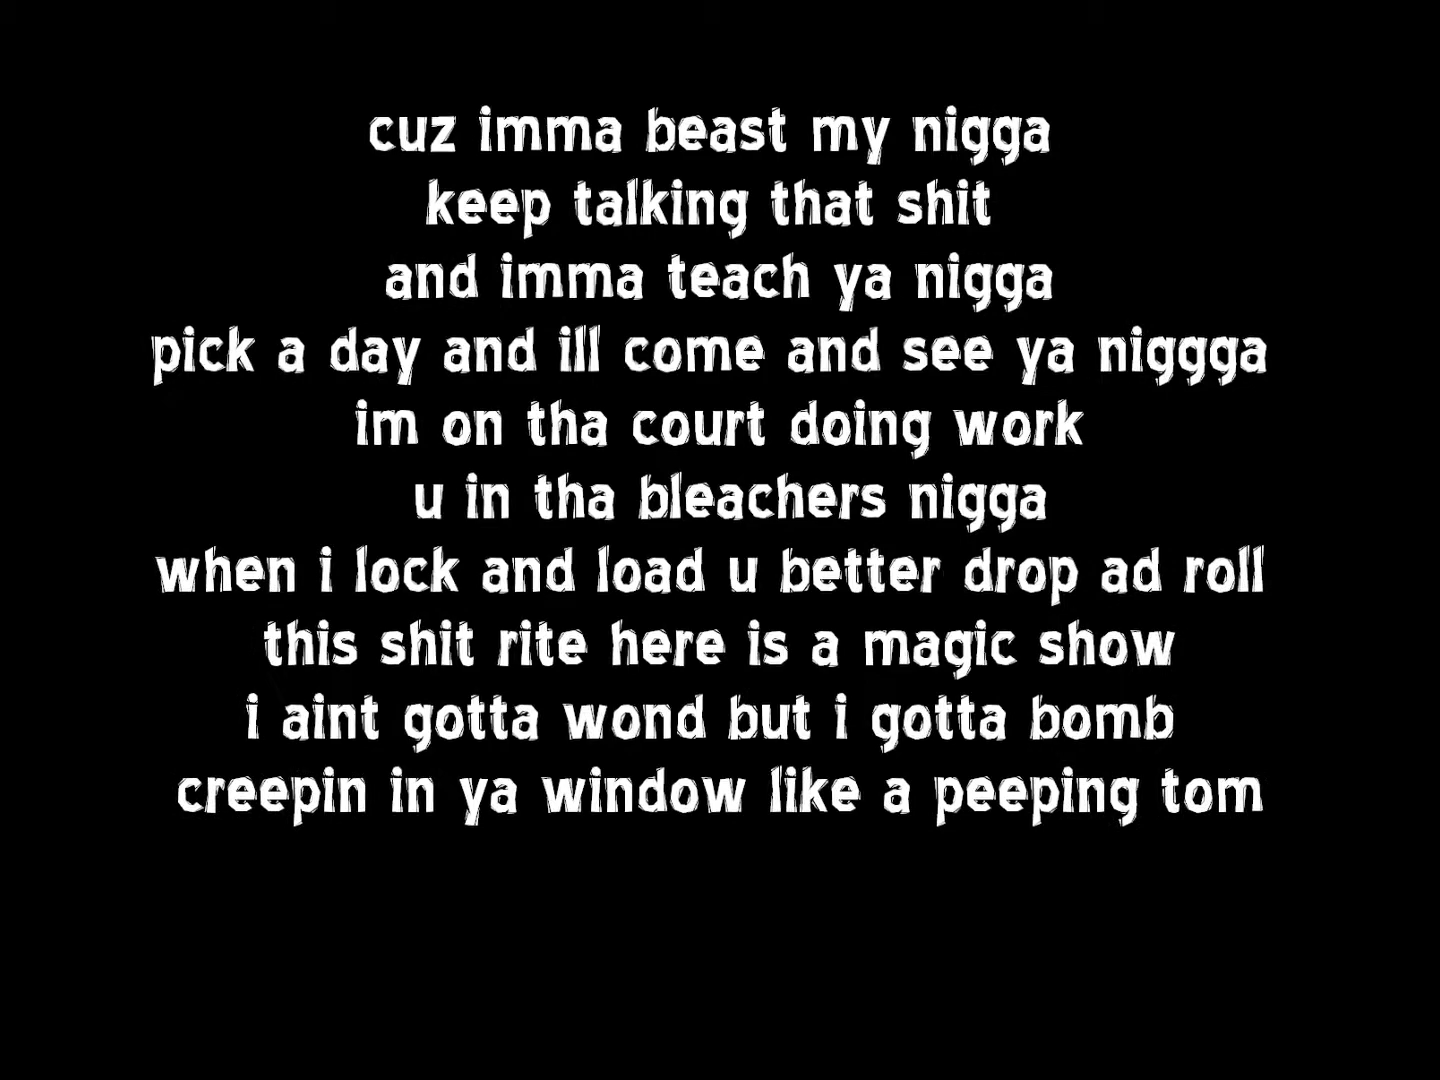 cuz imma beast my nigga
keep talking that shit
and imma teach ya nigga
pick a day and ill come and see ya niggga
im on tha court doing work
u in tha bleachers nigga
when i lock and load u better drop ad roll
this shit rite here is a magic show
i aint gotta wond but i gotta bomb
creepin in ya window like a peeping tom